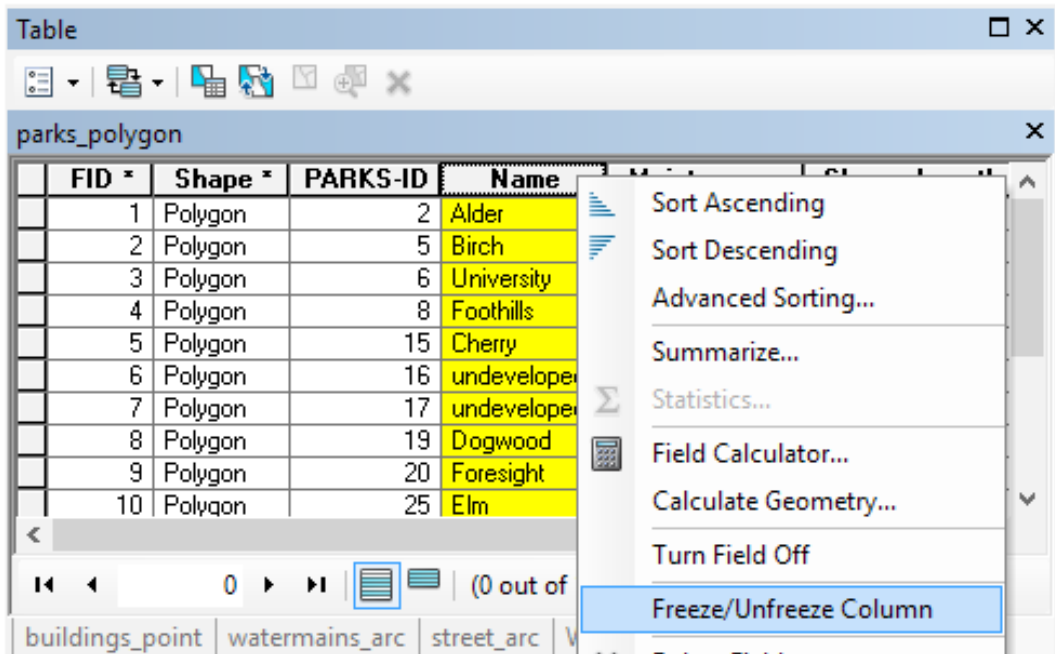 Table
parks_polygon
FID * Shape * PARKS-ID Name
1 Polygon 2 Alder
2 Polygon 5 Birch
3 Polygon 6 University
4 Polygon 8 Foothills
5 Polygon 15 Cherry
6 Polygon 16 undeveloped
7 Polygon 17 undeveloped
8 Polygon 19 Dogwood
9 Polygon 20 Foresight
10 Polygon 25 Elm
Sort Ascending
Sort Descending
Advanced Sorting...
Summarize...
Σ Statistics...
Field Calculator...
Calculate Geometry...
Turn Field Off
Freeze/Unfreeze Column
0 (0 out of
buildings_point watermains_arc street_arc